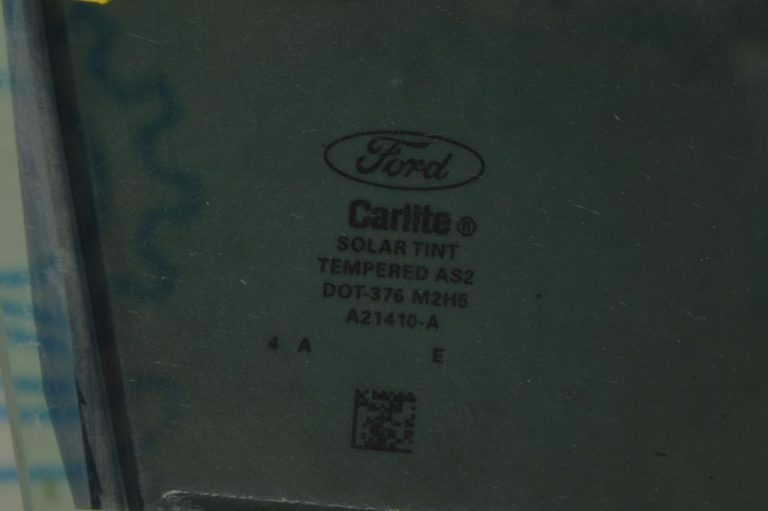 Ford
Carlite®
SOLAR TINT
TEMPERED AS2
DOT-376 M2H5
A21410-A
4 A E